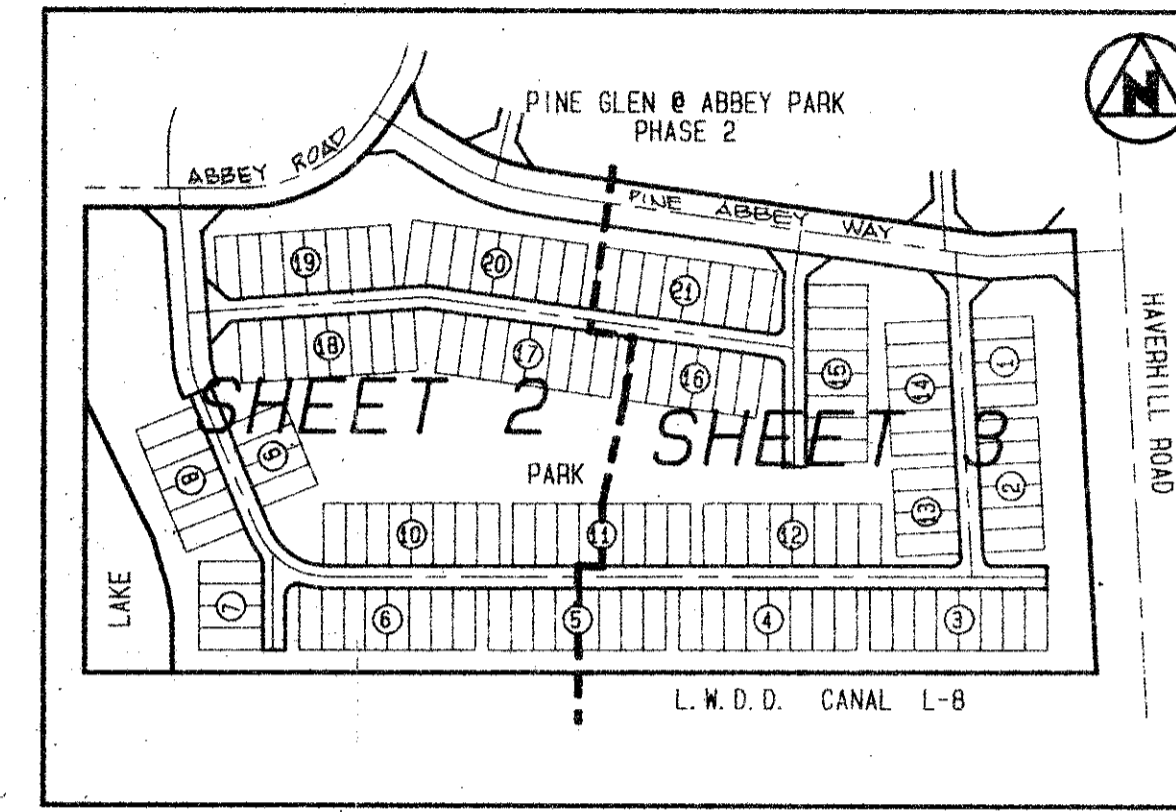 N
PINE GLEN @ ABBEY PARK
PHASE 2
ABBEY ROAD
PINE ABBEY WAY
HAVERHILL ROAD
19
20
21
18
17
16
15
14
1
SHEET 2
SHEET 3
8
9
PARK
13
2
10
11
12
LAKE
7
6
5
4
3
L.W.D.D. CANAL L-8